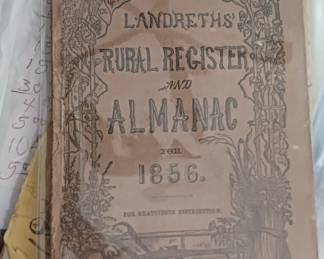 LANDRETHS'
RURAL REGISTER
AND
ALMANAC
FOR
1856.
FOR GRATUITOUS DISTRIBUTION.